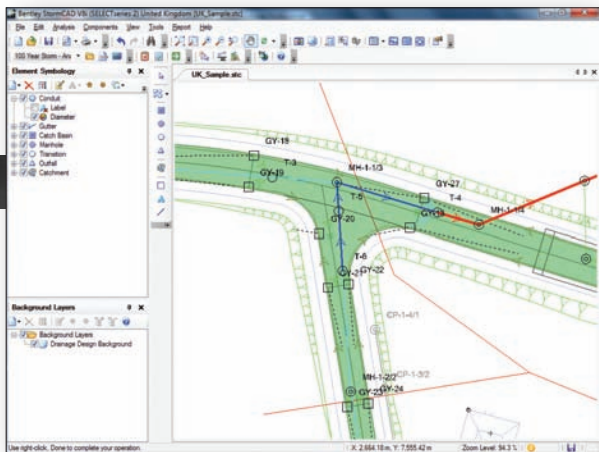 Bentley StormCAD V8i (SELECTseries 2) United Kingdom [UK_Sample.stc]
File Edit Analysis Components View Tools Report Help
100 Year Storm - An
Element Symbology
UK_Sample.stc
Conduit
Label
Diameter
Gutter
Catch Basin
Manhole
Transition
Outfall
Catchment
GY-18
T-3
GY-19
MH-1-1/3
T-5
GY-27
T-4
GY-20
MH-1-1/4
T-6
GY-22
CP-1-4/1
CP-1-3/2
MH-1-2/2
GY-23
GY-24
Background Layers
Background Layers
Drainage Design Background
Use right-click, Done to complete your operation.
X: 2,664.18 m, Y: 7,555.42 m
Zoom Level: 94.3 %